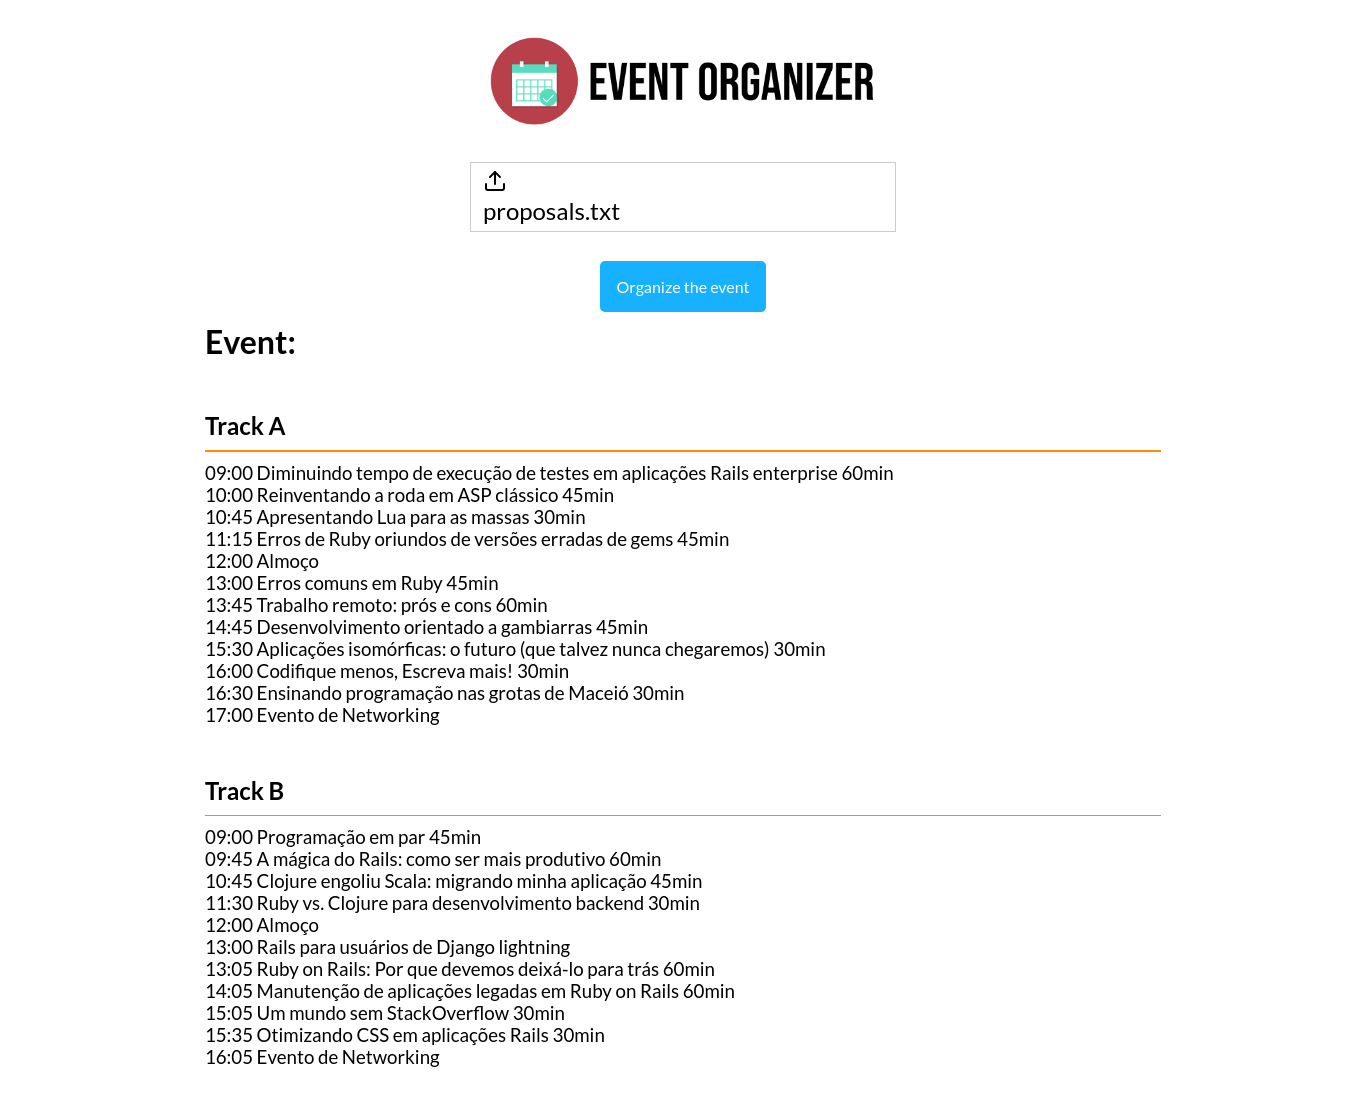 EVENT ORGANIZER
proposals.txt
Organize the event
Event:
Track A
09:00 Diminuindo tempo de execução de testes em aplicações Rails enterprise 60min
10:00 Reinventando a roda em ASP clássico 45min
10:45 Apresentando Lua para as massas 30min
11:15 Erros de Ruby oriundos de versões erradas de gems 45min
12:00 Almoço
13:00 Erros comuns em Ruby 45min
13:45 Trabalho remoto: prós e cons 60min
14:45 Desenvolvimento orientado a gambiarras 45min
15:30 Aplicações isomórficas: o futuro (que talvez nunca chegaremos) 30min
16:00 Codifique menos, Escreva mais! 30min
16:30 Ensinando programação nas grotas de Maceió 30min
17:00 Evento de Networking
Track B
09:00 Programação em par 45min
09:45 A mágica do Rails: como ser mais produtivo 60min
10:45 Clojure engoliu Scala: migrando minha aplicação 45min
11:30 Ruby vs. Clojure para desenvolvimento backend 30min
12:00 Almoço
13:00 Rails para usuários de Django lightning
13:05 Ruby on Rails: Por que devemos deixá-lo para trás 60min
14:05 Manutenção de aplicações legadas em Ruby on Rails 60min
15:05 Um mundo sem StackOverflow 30min
15:35 Otimizando CSS em aplicações Rails 30min
16:05 Evento de Networking